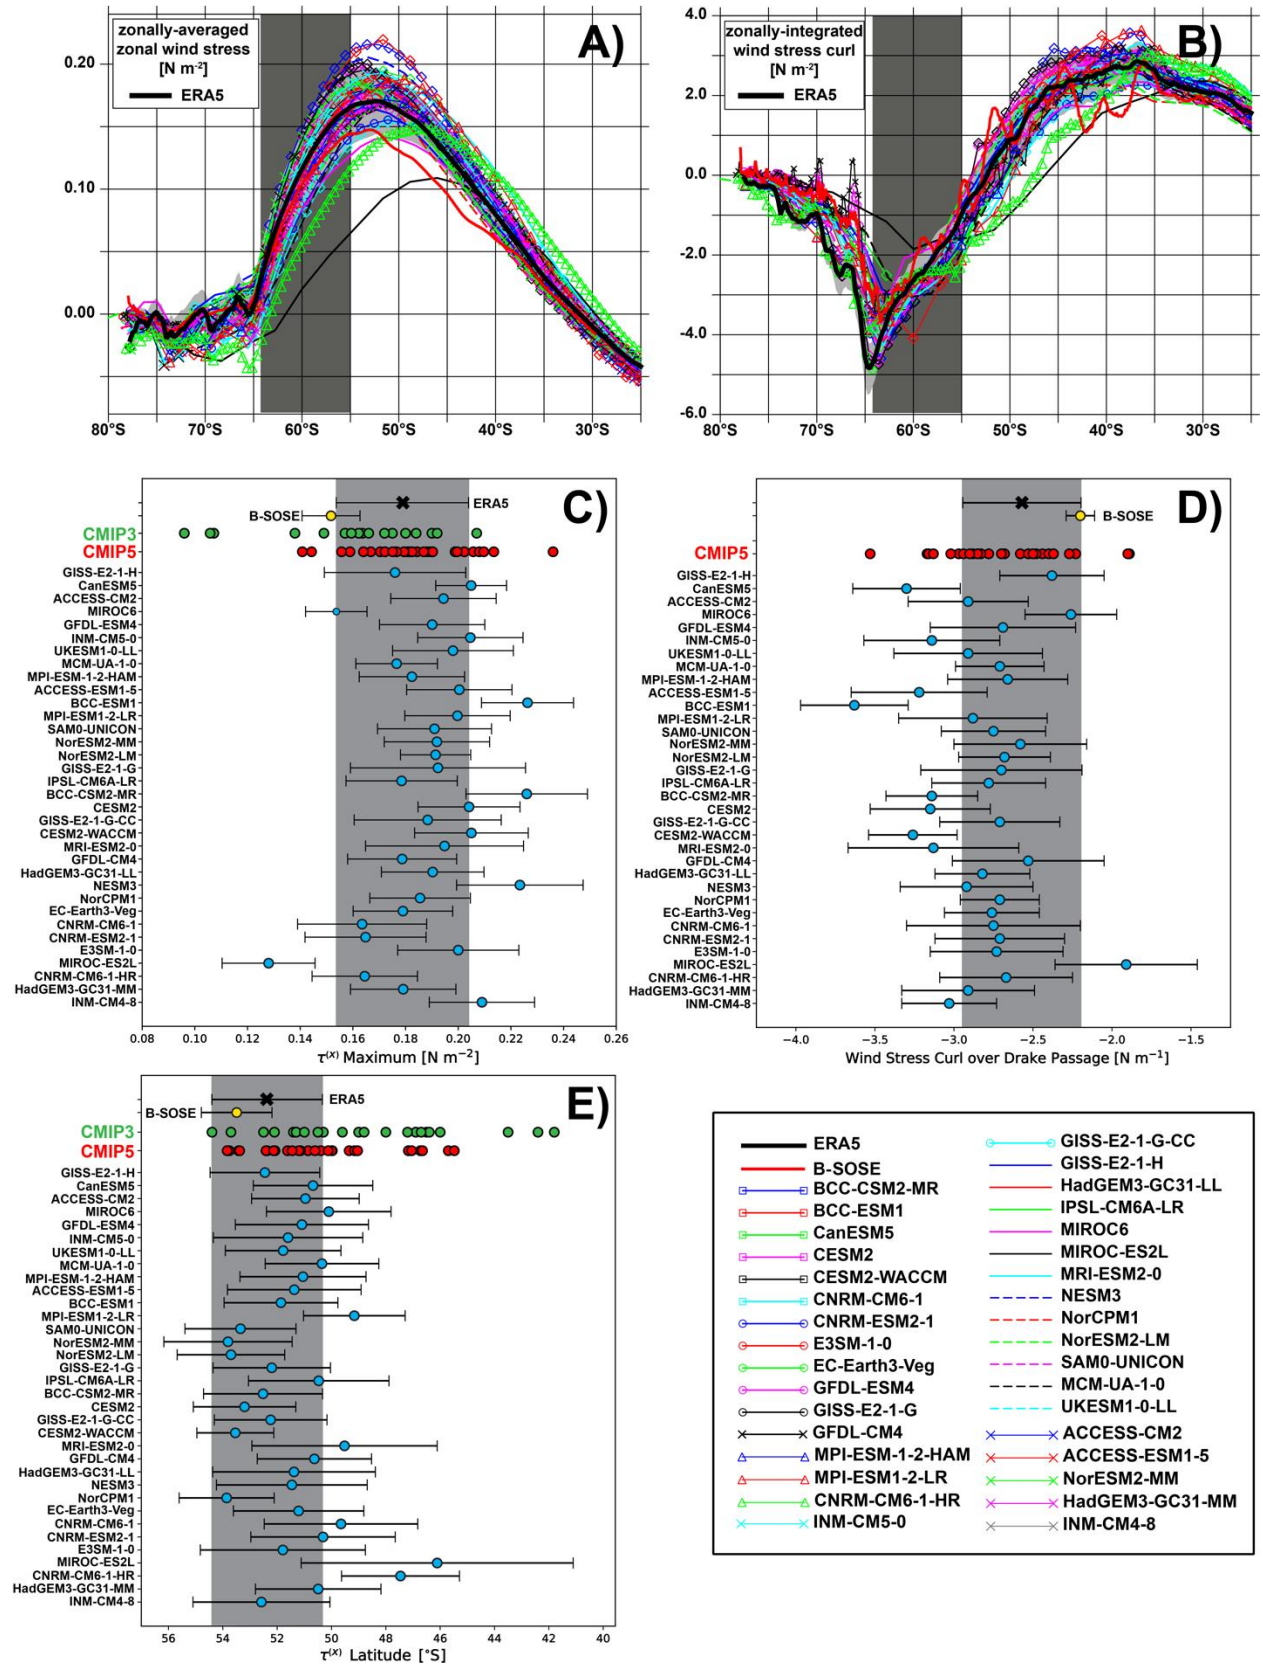 zonally-averaged
zonal wind stress
[N m-2]
ERA5
A)
0.20
0.10
0.00
80°S
70°S
60°S
50°S
40°S
30°S
zonally-integrated
wind stress curl
[N m-2]
ERA5
B)
4.0
2.0
0.0
-2.0
-4.0
-6.0
80°S
70°S
60°S
50°S
40°S
30°S
C)
ERA5
B-SOSE
CMIP3
CMIP5
GISS-E2-1-H
CanESM5
ACCESS-CM2
MIROC6
GFDL-ESM4
INM-CM5-0
UKESM1-0-LL
MCM-UA-1-0
MPI-ESM-1-2-HAM
ACCESS-ESM1-5
BCC-ESM1
MPI-ESM1-2-LR
SAM0-UNICON
NorESM2-MM
NorESM2-LM
GISS-E2-1-G
IPSL-CM6A-LR
BCC-CSM2-MR
CESM2
GISS-E2-1-G-CC
CESM2-WACCM
MRI-ESM2-0
GFDL-CM4
HadGEM3-GC31-LL
NESM3
NorCPM1
EC-Earth3-Veg
CNRM-CM6-1
CNRM-ESM2-1
E3SM-1-0
MIROC-ES2L
CNRM-CM6-1-HR
HadGEM3-GC31-MM
INM-CM4-8
0.08 0.10 0.12 0.14 0.16 0.18 0.20 0.22 0.24 0.26
τ(x) Maximum [N m−2]
D)
B-SOSE
CMIP5
GISS-E2-1-H
CanESM5
ACCESS-CM2
MIROC6
GFDL-ESM4
INM-CM5-0
UKESM1-0-LL
MCM-UA-1-0
MPI-ESM-1-2-HAM
ACCESS-ESM1-5
BCC-ESM1
MPI-ESM1-2-LR
SAM0-UNICON
NorESM2-MM
NorESM2-LM
GISS-E2-1-G
IPSL-CM6A-LR
BCC-CSM2-MR
CESM2
GISS-E2-1-G-CC
CESM2-WACCM
MRI-ESM2-0
GFDL-CM4
HadGEM3-GC31-LL
NESM3
NorCPM1
EC-Earth3-Veg
CNRM-CM6-1
CNRM-ESM2-1
E3SM-1-0
MIROC-ES2L
CNRM-CM6-1-HR
HadGEM3-GC31-MM
INM-CM4-8
−4.0 −3.5 −3.0 −2.5 −2.0 −1.5
Wind Stress Curl over Drake Passage [N m−1]
E)
ERA5
B-SOSE
CMIP3
CMIP5
GISS-E2-1-H
CanESM5
ACCESS-CM2
MIROC6
GFDL-ESM4
INM-CM5-0
UKESM1-0-LL
MCM-UA-1-0
MPI-ESM-1-2-HAM
ACCESS-ESM1-5
BCC-ESM1
MPI-ESM1-2-LR
SAM0-UNICON
NorESM2-MM
NorESM2-LM
GISS-E2-1-G
IPSL-CM6A-LR
BCC-CSM2-MR
CESM2
GISS-E2-1-G-CC
CESM2-WACCM
MRI-ESM2-0
GFDL-CM4
HadGEM3-GC31-LL
NESM3
NorCPM1
EC-Earth3-Veg
CNRM-CM6-1
CNRM-ESM2-1
E3SM-1-0
MIROC-ES2L
CNRM-CM6-1-HR
HadGEM3-GC31-MM
INM-CM4-8
56 54 52 50 48 46 44 42 40
τ(x) Latitude [°S]
ERA5
B-SOSE
BCC-CSM2-MR
BCC-ESM1
CanESM5
CESM2
CESM2-WACCM
CNRM-CM6-1
CNRM-ESM2-1
E3SM-1-0
EC-Earth3-Veg
GFDL-ESM4
GISS-E2-1-G
GFDL-CM4
MPI-ESM-1-2-HAM
MPI-ESM1-2-LR
CNRM-CM6-1-HR
INM-CM5-0
GISS-E2-1-G-CC
GISS-E2-1-H
HadGEM3-GC31-LL
IPSL-CM6A-LR
MIROC6
MIROC-ES2L
MRI-ESM2-0
NESM3
NorCPM1
NorESM2-LM
SAM0-UNICON
MCM-UA-1-0
UKESM1-0-LL
ACCESS-CM2
ACCESS-ESM1-5
NorESM2-MM
HadGEM3-GC31-MM
INM-CM4-8